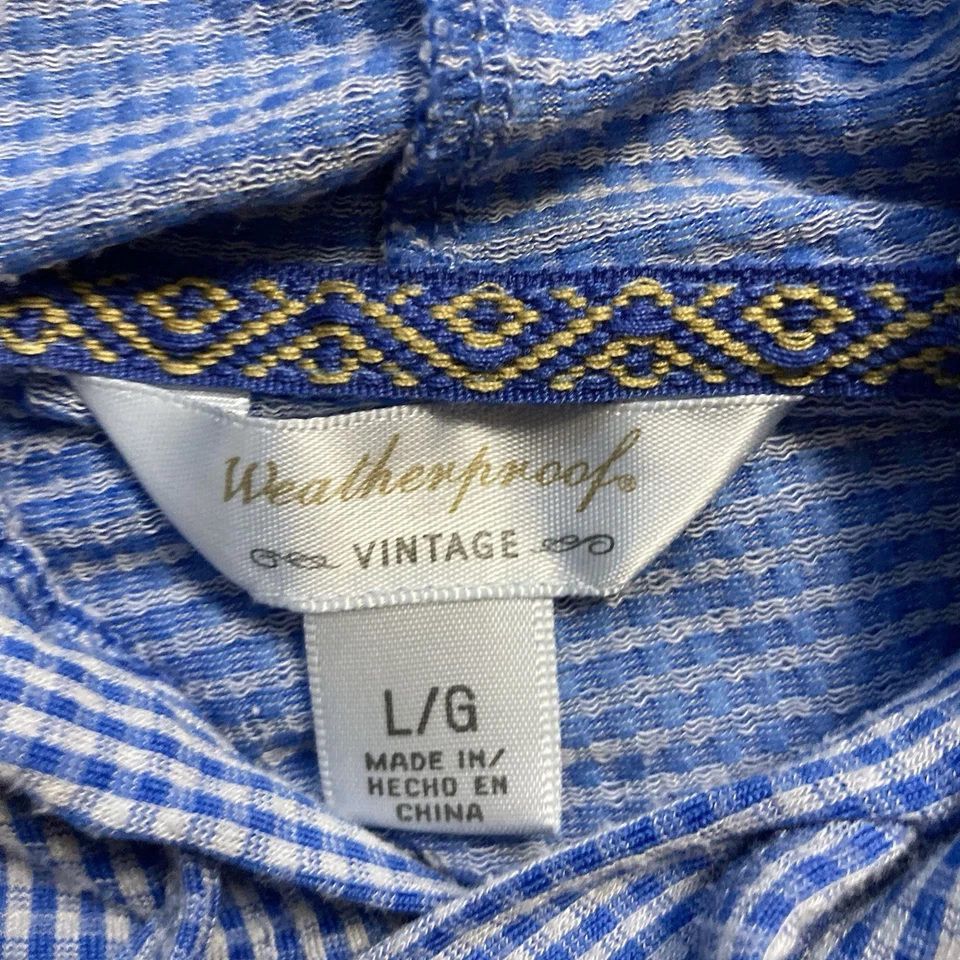 Weatherproof®
VINTAGE
L/G
MADE IN/
HECHO EN
CHINA